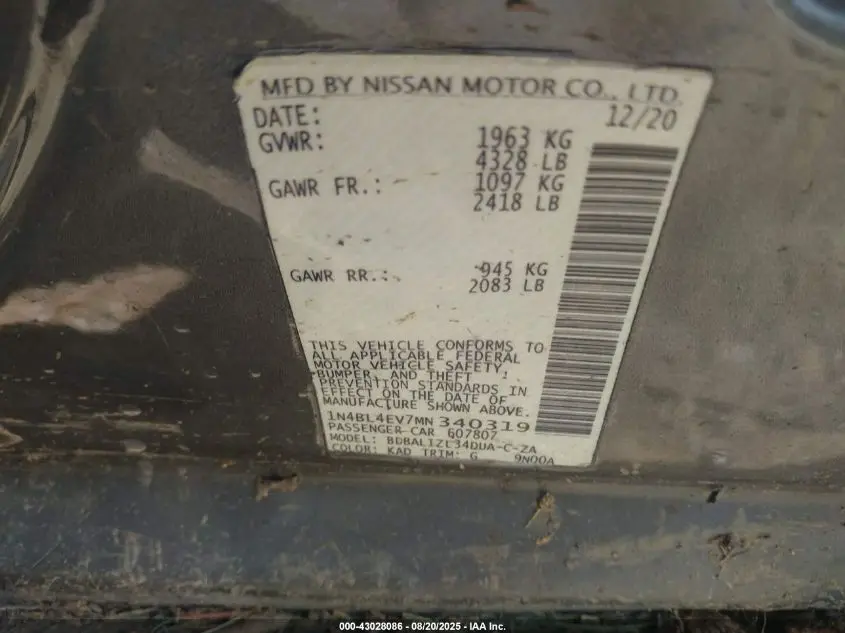 MFD BY NISSAN MOTOR CO., LTD.
DATE: 12/20
GVWR: 1963 KG
4328 LB
GAWR FR.: 1097 KG
2418 LB
GAWR RR.: 945 KG
2083 LB
THIS VEHICLE CONFORMS TO
ALL APPLICABLE FEDERAL
MOTOR VEHICLE SAFETY,
BUMPER, AND THEFT
PREVENTION STANDARDS IN
EFFECT ON THE DATE OF
MANUFACTURE SHOWN ABOVE.
1N4BL4EV7MN340319
PASSENGER-CAR 607807
MODEL: BDBALIZL34DUA-C-ZA
COLOR: KAD TRIM: G 9N00A
000-43028086 - 08/20/2025 - IAA Inc.